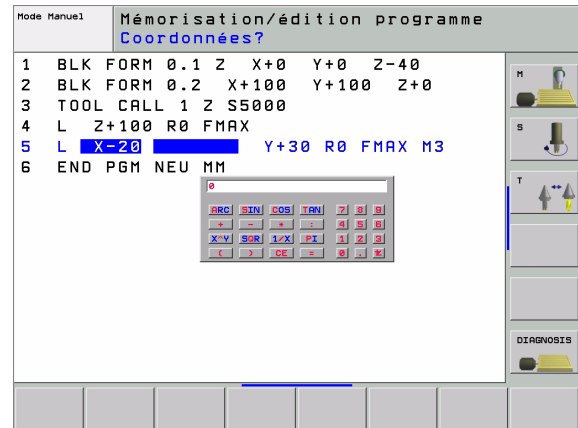 Mode Manuel
Mémorisation/édition programme
Coordonnées?
1 BLK FORM 0.1 Z X+0 Y+0 Z-40
2 BLK FORM 0.2 X+100 Y+100 Z+0
3 TOOL CALL 1 Z S5000
4 L Z+100 R0 FMAX
5 L X-20 Y+30 R0 FMAX M3
6 END PGM NEU MM
0
ARC SIN COS TAN 7 8 9
+ - * : 4 5 6
X^Y SQR 1/X PI 1 2 3
( ) CE = 0 . %
M
S
T
DIAGNOSIS